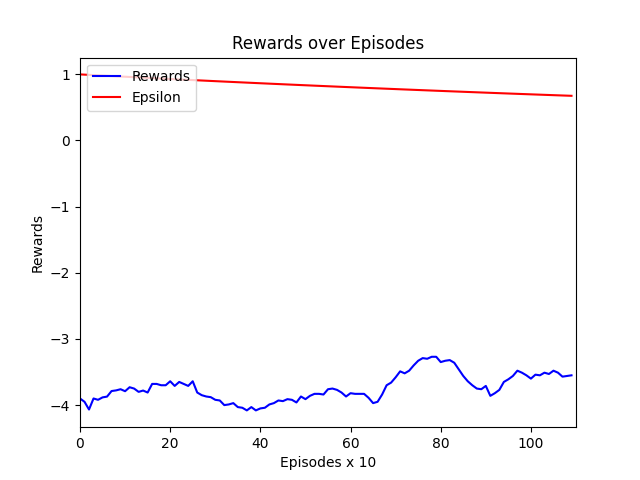 Rewards over Episodes
Rewards
Epsilon
1
0
−1
−2
−3
−4
Rewards
0
20
40
60
80
100
Episodes x 10